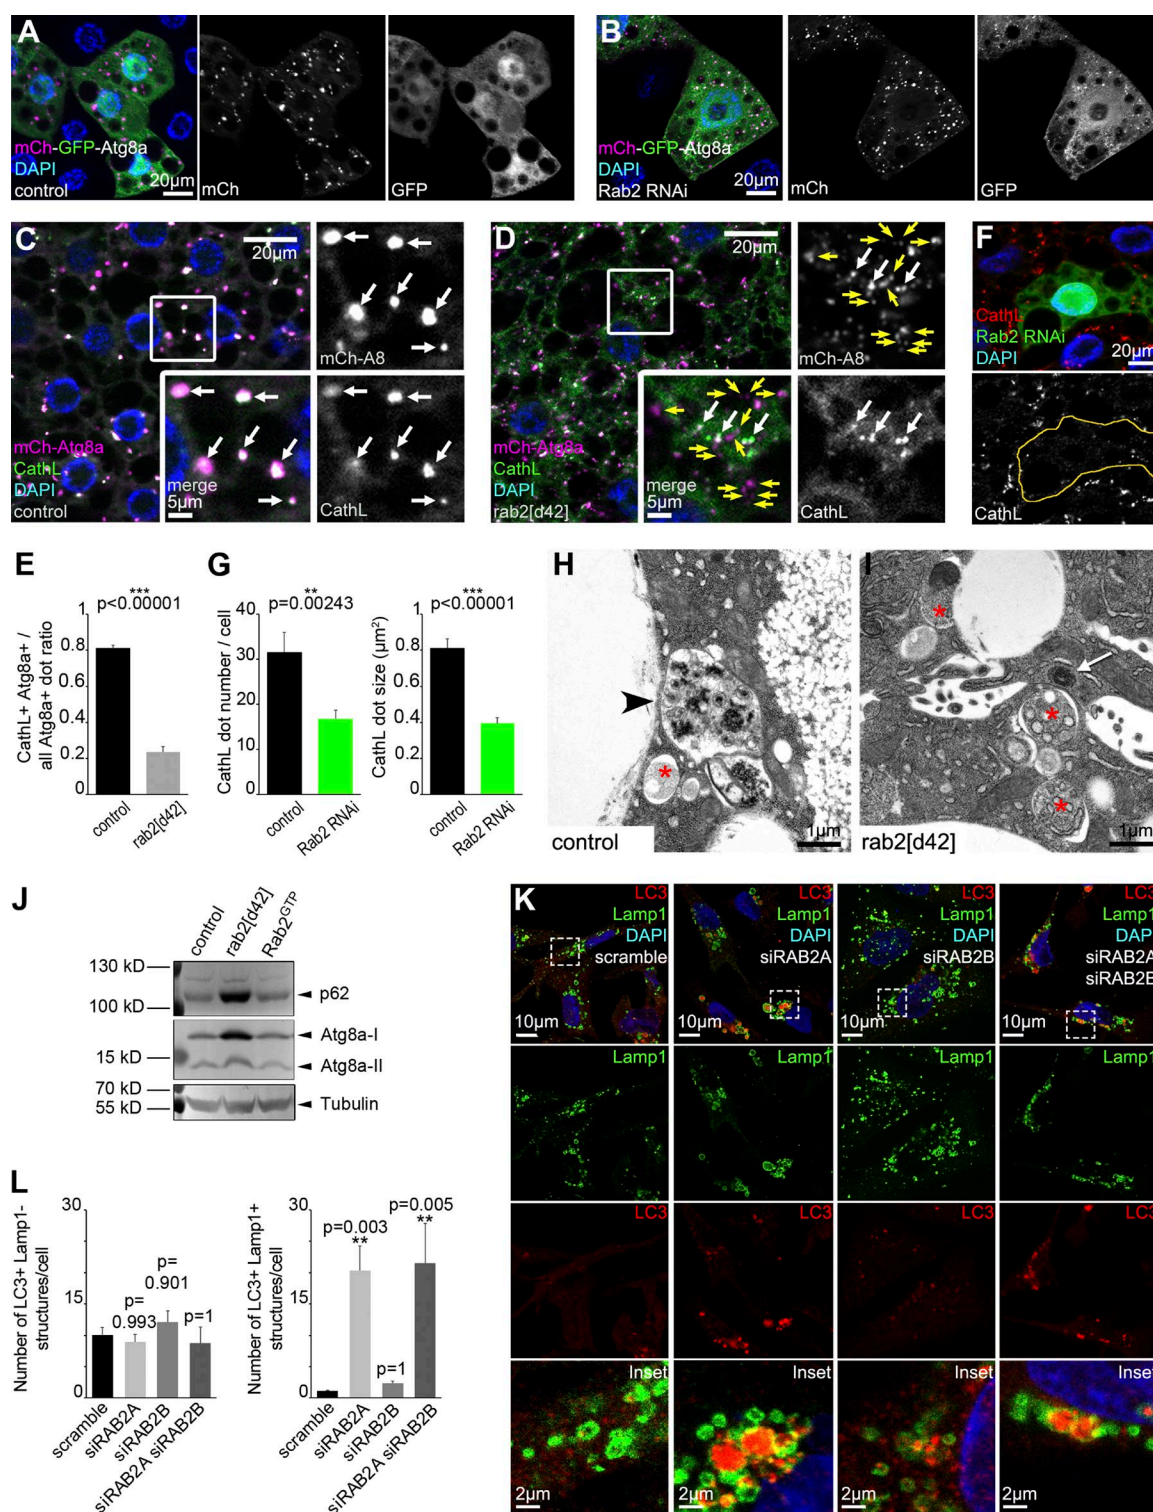 A
mCh-GFP-Atg8a
DAPI
control
20µm
mCh
GFP
B
mCh-GFP-Atg8a
DAPI
Rab2 RNAi
20µm
mCh
GFP
C
20µm
mCh-Atg8a
CathL
DAPI
control
merge
5µm
mCh-A8
CathL
D
20µm
mCh-Atg8a
CathL
DAPI
rab2[d42]
merge
5µm
mCh-A8
CathL
F
CathL
Rab2 RNAi
DAPI
20µm
CathL
E
***
p<0.00001
CathL+ Atg8a+ /
all Atg8a+ dot ratio
1
0.8
0.6
0.4
0.2
0
control
rab2[d42]
G
**
p=0.00243
CathL dot number / cell
40
30
20
10
0
control
Rab2 RNAi
***
p<0.00001
CathL dot size (µm²)
1
0.8
0.4
0.2
0
control
Rab2 RNAi
H
*
control
1µm
I
*
*
*
rab2[d42]
1µm
J
control
rab2[d42]
Rab2GTP
130 kD
100 kD
p62
Atg8a-I
15 kD
Atg8a-II
70 kD
55 kD
Tubulin
K
LC3
Lamp1
DAPI
scramble
10µm
LC3
Lamp1
DAPI
siRAB2A
10µm
LC3
Lamp1
DAPI
siRAB2B
10µm
LC3
Lamp1
DAPI
siRAB2A
siRAB2B
10µm
Lamp1
Lamp1
Lamp1
Lamp1
LC3
LC3
LC3
LC3
Inset
2µm
Inset
2µm
Inset
2µm
Inset
2µm
L
Number of LC3+ Lamp1-
structures/cell
30
15
0
p=
0.993
p=
0.901
p=1
scramble
siRAB2A
siRAB2B
siRAB2A siRAB2B
Number of LC3+ Lamp1+
structures/cell
30
15
0
p=0.003
**
p=1
p=0.005
**
scramble
siRAB2A
siRAB2B
siRAB2A siRAB2B